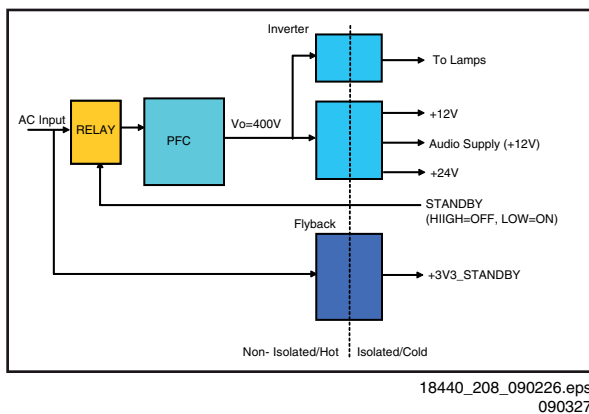 Inverter
To Lamps
AC Input
RELAY
PFC
Vo=400V
+12V
Audio Supply (+12V)
+24V
STANDBY
(HIIGH=OFF, LOW=ON)
Flyback
+3V3_STANDBY
Non- Isolated/Hot
Isolated/Cold
18440_208_090226.eps
090327